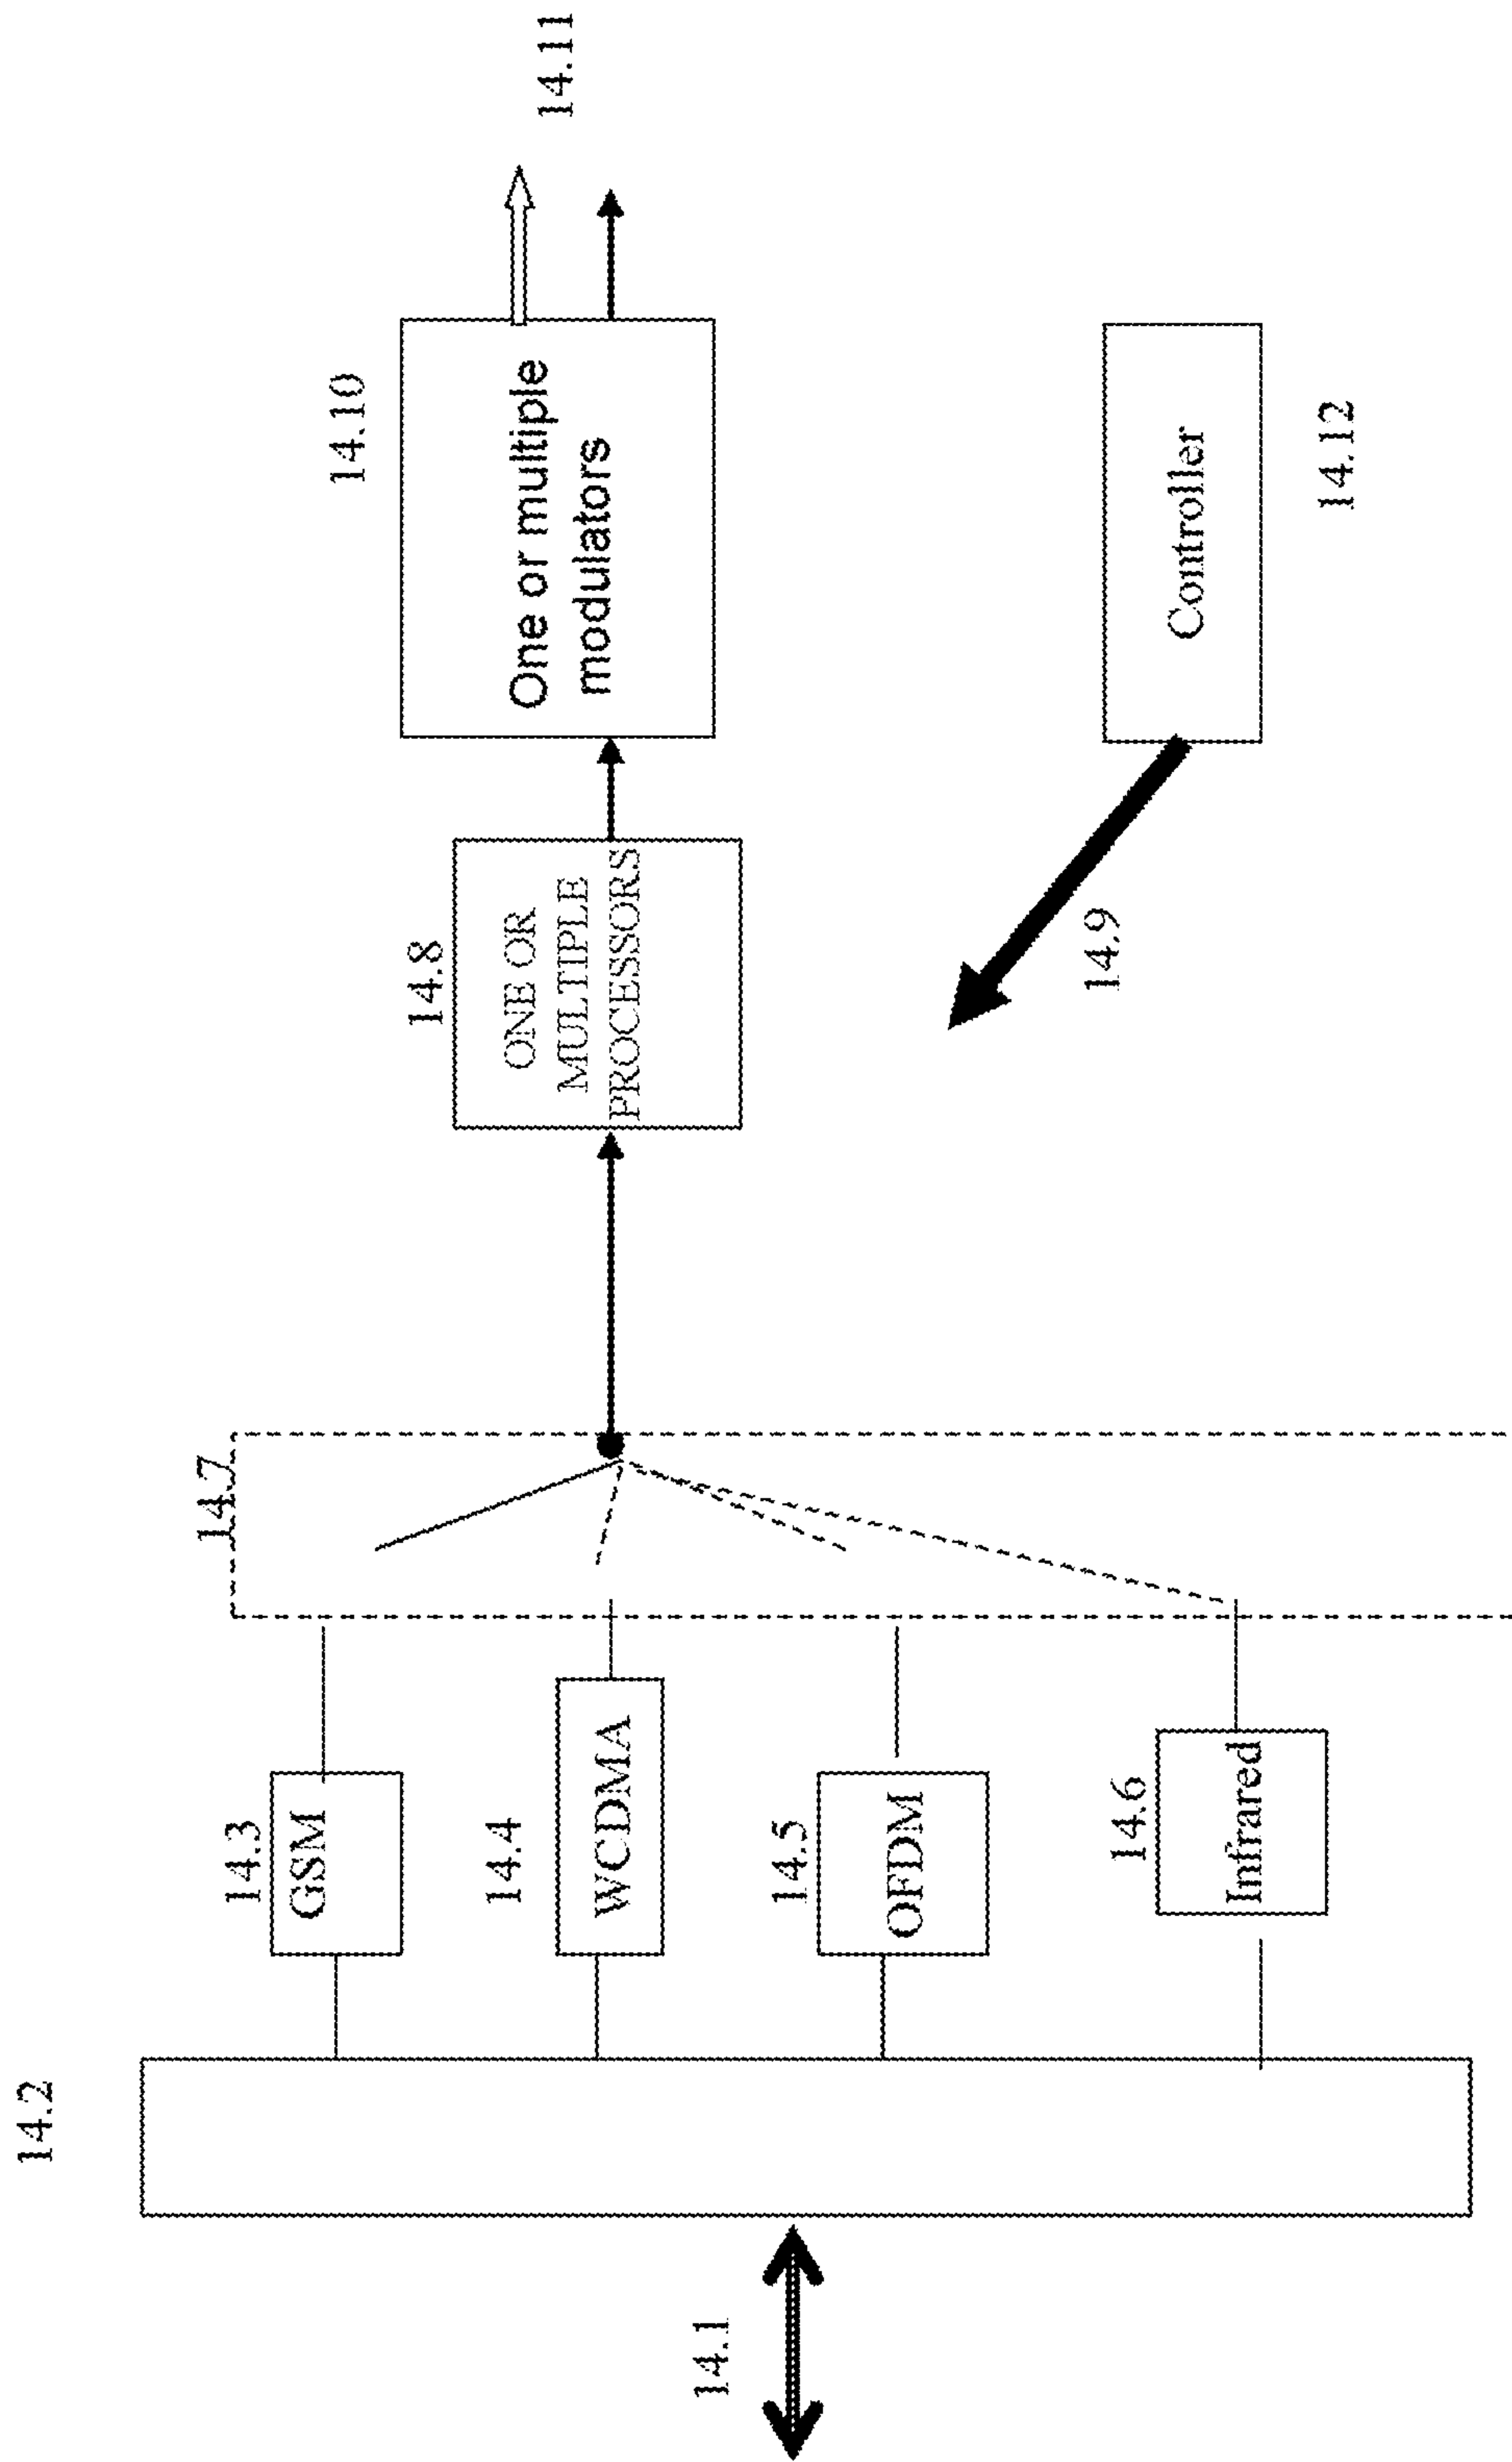 14.1
14.2
14.3
GSM
14.4
WCDMA
14.5
OFDM
14.6
Infrared
14.7
14.8
ONE OR
MULTIPLE
PROCESSORS
14.9
14.10
One or multiple
modulators
14.11
Controller
14.12